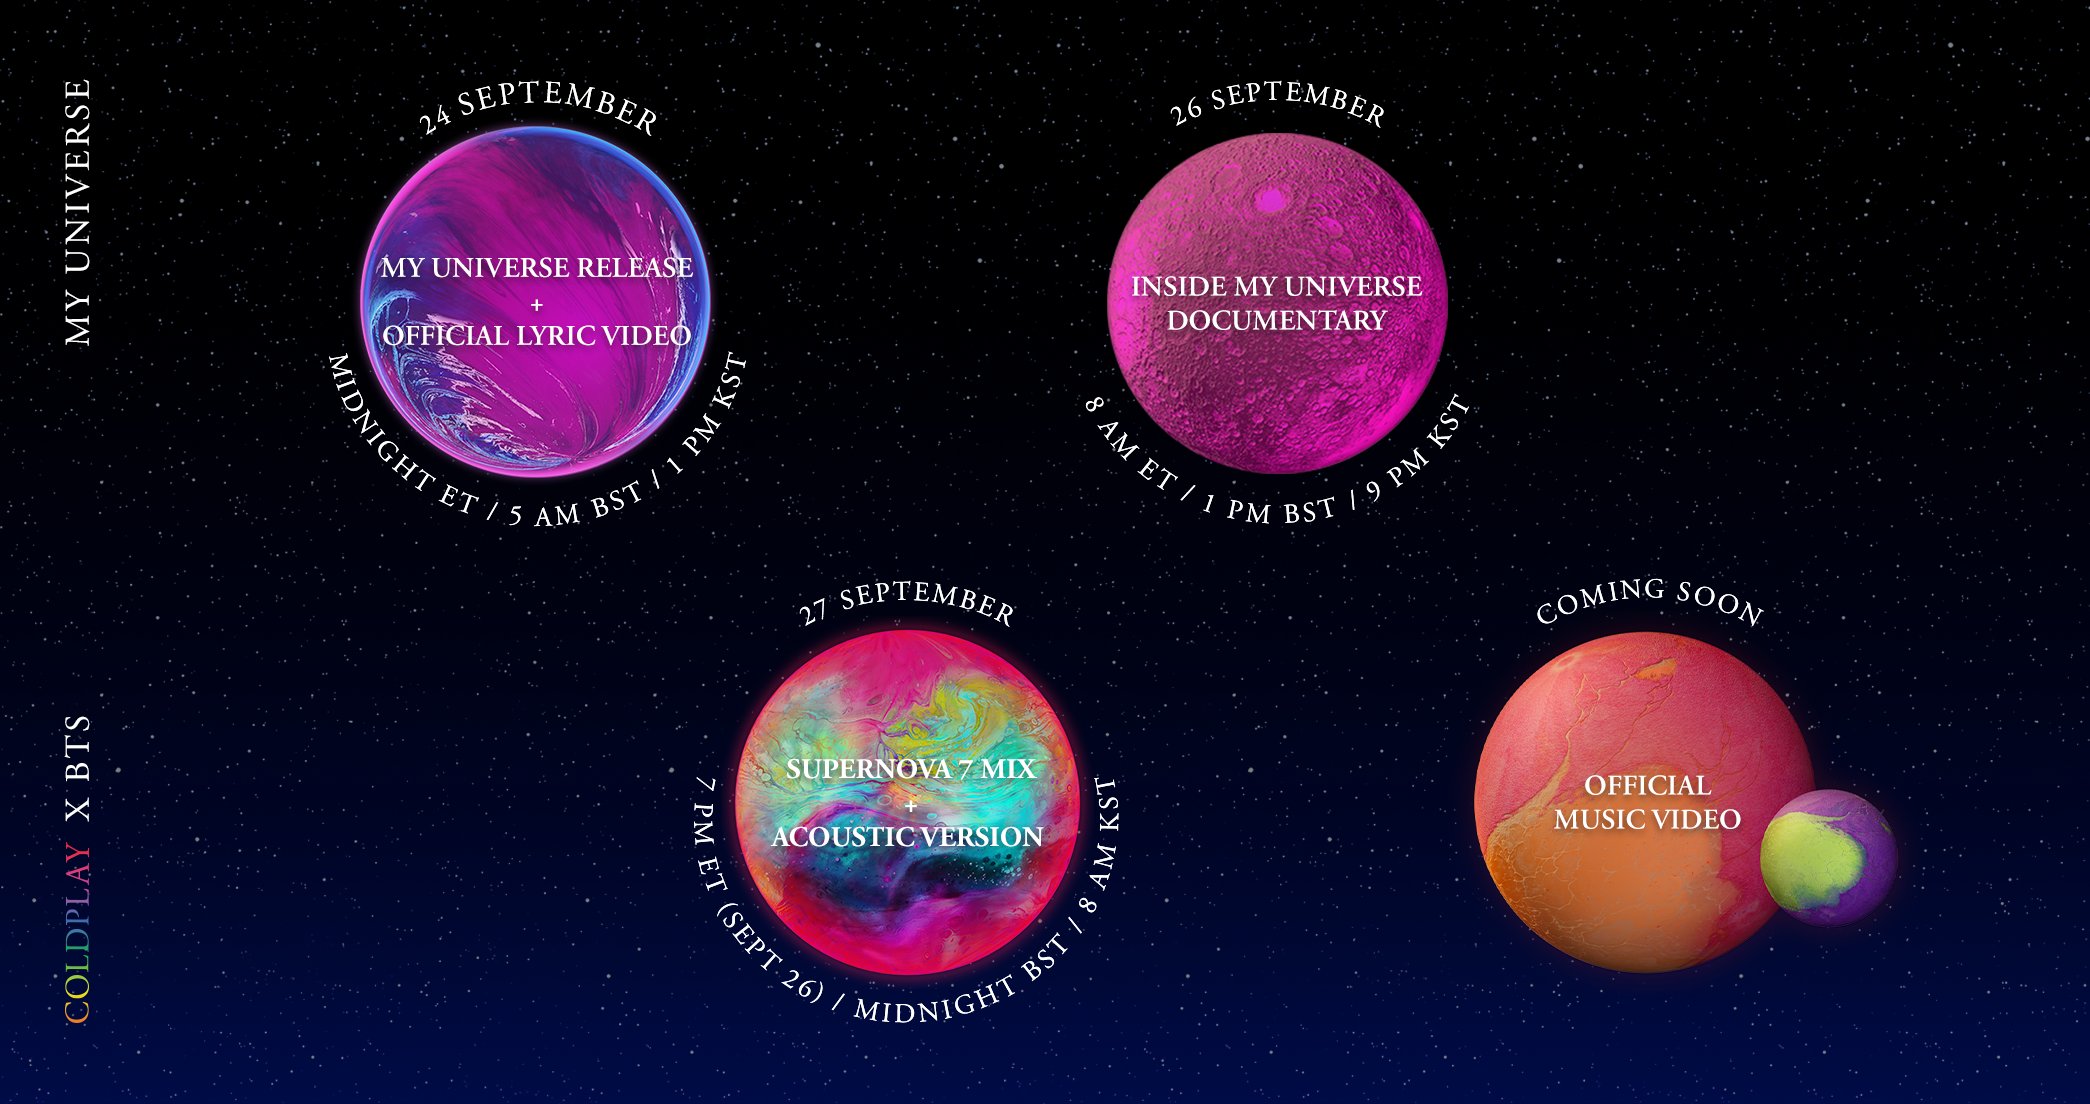 MY UNIVERSE
COLDPLAY X BTS
24 SEPTEMBER
MY UNIVERSE RELEASE
+
OFFICIAL LYRIC VIDEO
MIDNIGHT ET / 5 AM BST / 1 PM KST
26 SEPTEMBER
INSIDE MY UNIVERSE
DOCUMENTARY
8 AM ET / 1 PM BST / 9 PM KST
27 SEPTEMBER
SUPERNOVA 7 MIX
+
ACOUSTIC VERSION
7 PM ET (SEPT 26) / MIDNIGHT BST / 8 AM KST
COMING SOON
OFFICIAL
MUSIC VIDEO